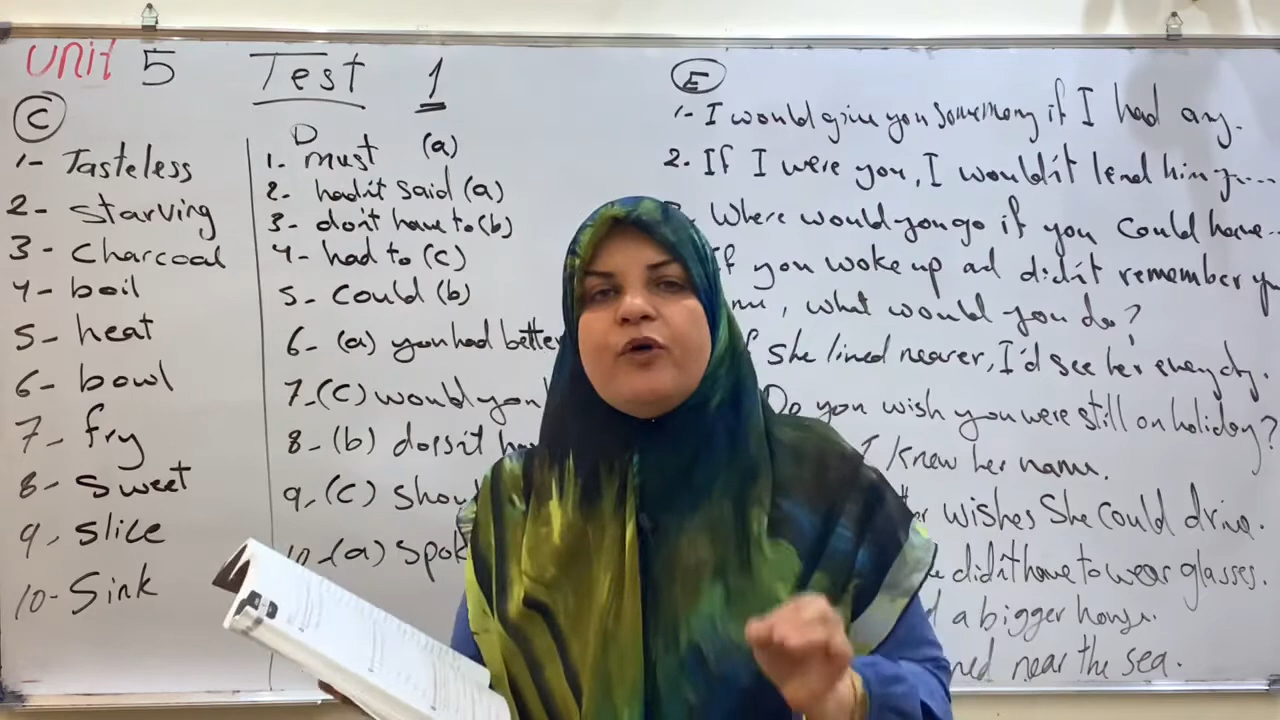 Unit 5 Test 1
C
1- Tasteless
2- starving
3- Charcoal
4- boil
5- heat
6- bowl
7- fry
8- Sweet
9- slice
10- Sink
D
1. must (a)
2- hadn't said (a)
3- don't have to (b)
4- had to (c)
5- Could (b)
6- (a) you had better
7- (C) would you
8- (b) doesn't
9- (C)
10- (a)
E
1- I would give you some money if I had any.
2. If I were you, I wouldn't lend him
Where would you go if you could have
you woke up and didn't remember
, what would you do?
she lived nearer, I'd see her every day.
Do you wish you were still on holiday?
I knew her name.
wishes She could drive.
didn't have to wear glasses.
a bigger house.
near the sea.